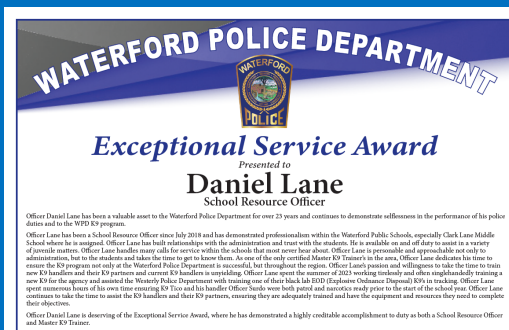 WATERFORD POLICE DEPARTMENT
WATERFORD
POLICE
Exceptional Service Award
Presented to
Daniel Lane
School Resource Officer
Officer Daniel Lane has been a valuable asset to the Waterford Police Department for over 23 years and continues to demonstrate selflessness in the performance of his police
duties and to the WPD K9 program.
Officer Lane has been a School Resource Officer since July 2018 and has demonstrated professionalism within the Waterford Public Schools, especially Clark Lane Middle
School where he is assigned. Officer Lane has built relationships with the administration and trust with the students. He is available on and off duty to assist in a variety
of juvenile matters. Officer Lane handles many calls for service within the schools that most never hear about. Officer Lane is personable and approachable not only to
administration, but to the students and takes the time to get to know them. As one of the only certified Master K9 Trainer's in the area, Officer Lane dedicates his time to
ensure the K9 program not only at the Waterford Police Department is successful, but throughout the region. Officer Lane's passion and willingness to take the time to train
new K9 handlers and their K9 partners and current K9 handlers is unyielding. Officer Lane spent the summer of 2023 working tirelessly and often singlehandedly training a
new K9 for the agency and assisted the Westerly Police Department with training one of their black lab EOD (Explosive Ordnance Disposal) K9's in tracking. Officer Lane
spent numerous hours of his own time ensuring K9 Tico and his handler Officer Surdo were both patrol and narcotics ready prior to the start of the school year. Officer Lane
continues to take the time to assist the K9 handlers and their K9 partners, ensuring they are adequately trained and have the equipment and resources they need to complete
their objectives.
Officer Daniel Lane is deserving of the Exceptional Service Award, where he has demonstrated a highly creditable accomplishment to duty as both a School Resource Officer
and Master K9 Trainer.